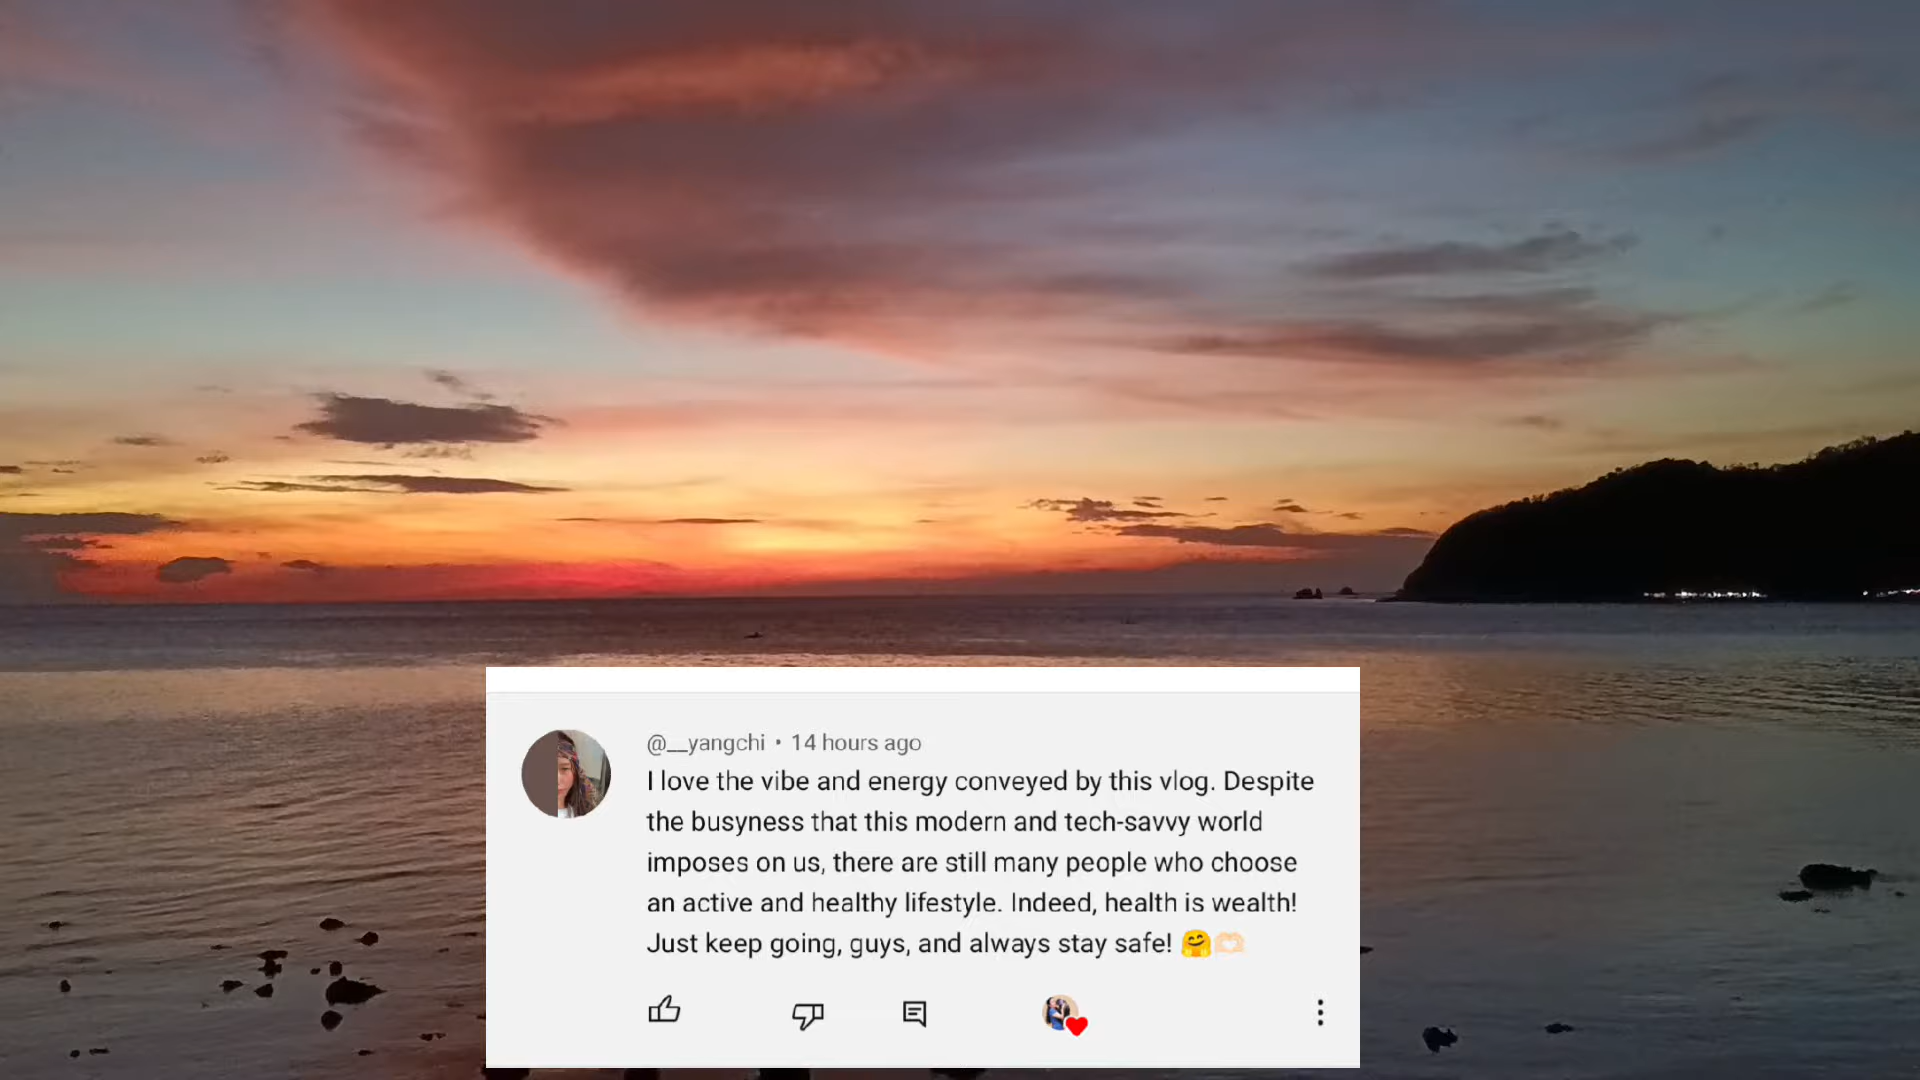 @__yangchi • 14 hours ago
I love the vibe and energy conveyed by this vlog. Despite
the busyness that this modern and tech-savvy world
imposes on us, there are still many people who choose
an active and healthy lifestyle. Indeed, health is wealth!
Just keep going, guys, and always stay safe! 🤗🫶🏻